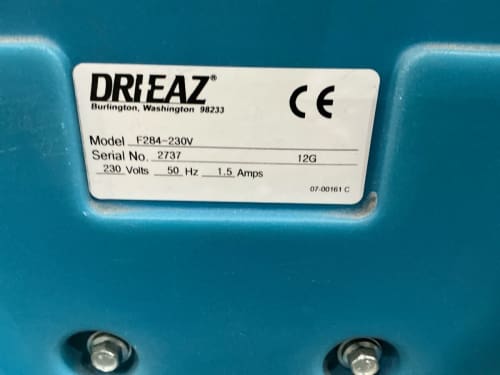 DRI-EAZ®
Burlington, Washington 98233
CE
Model F284-230V
Serial No. 2737 12G
230 Volts 50 Hz 1.5 Amps
07-00161 C